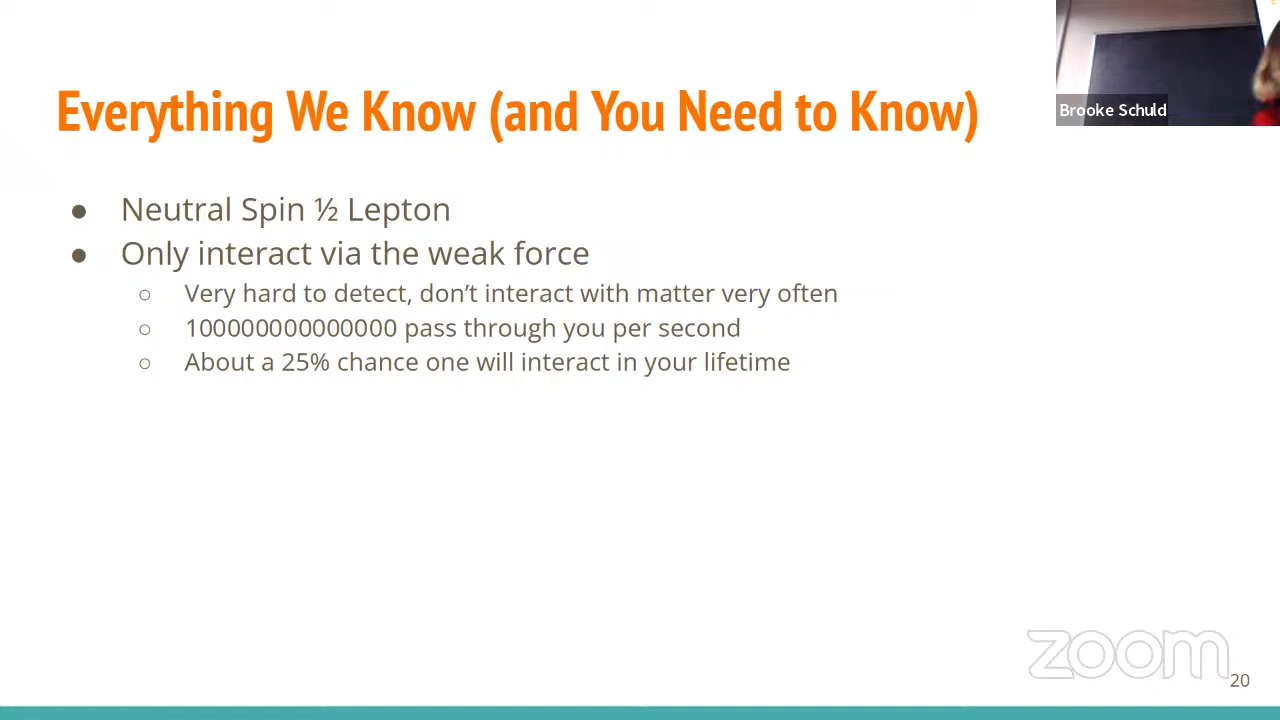 Everything We Know (and You Need to Know)
Brooke Schuld
● Neutral Spin ½ Lepton
● Only interact via the weak force
○ Very hard to detect, don’t interact with matter very often
○ 100000000000000 pass through you per second
○ About a 25% chance one will interact in your lifetime
zoom
20